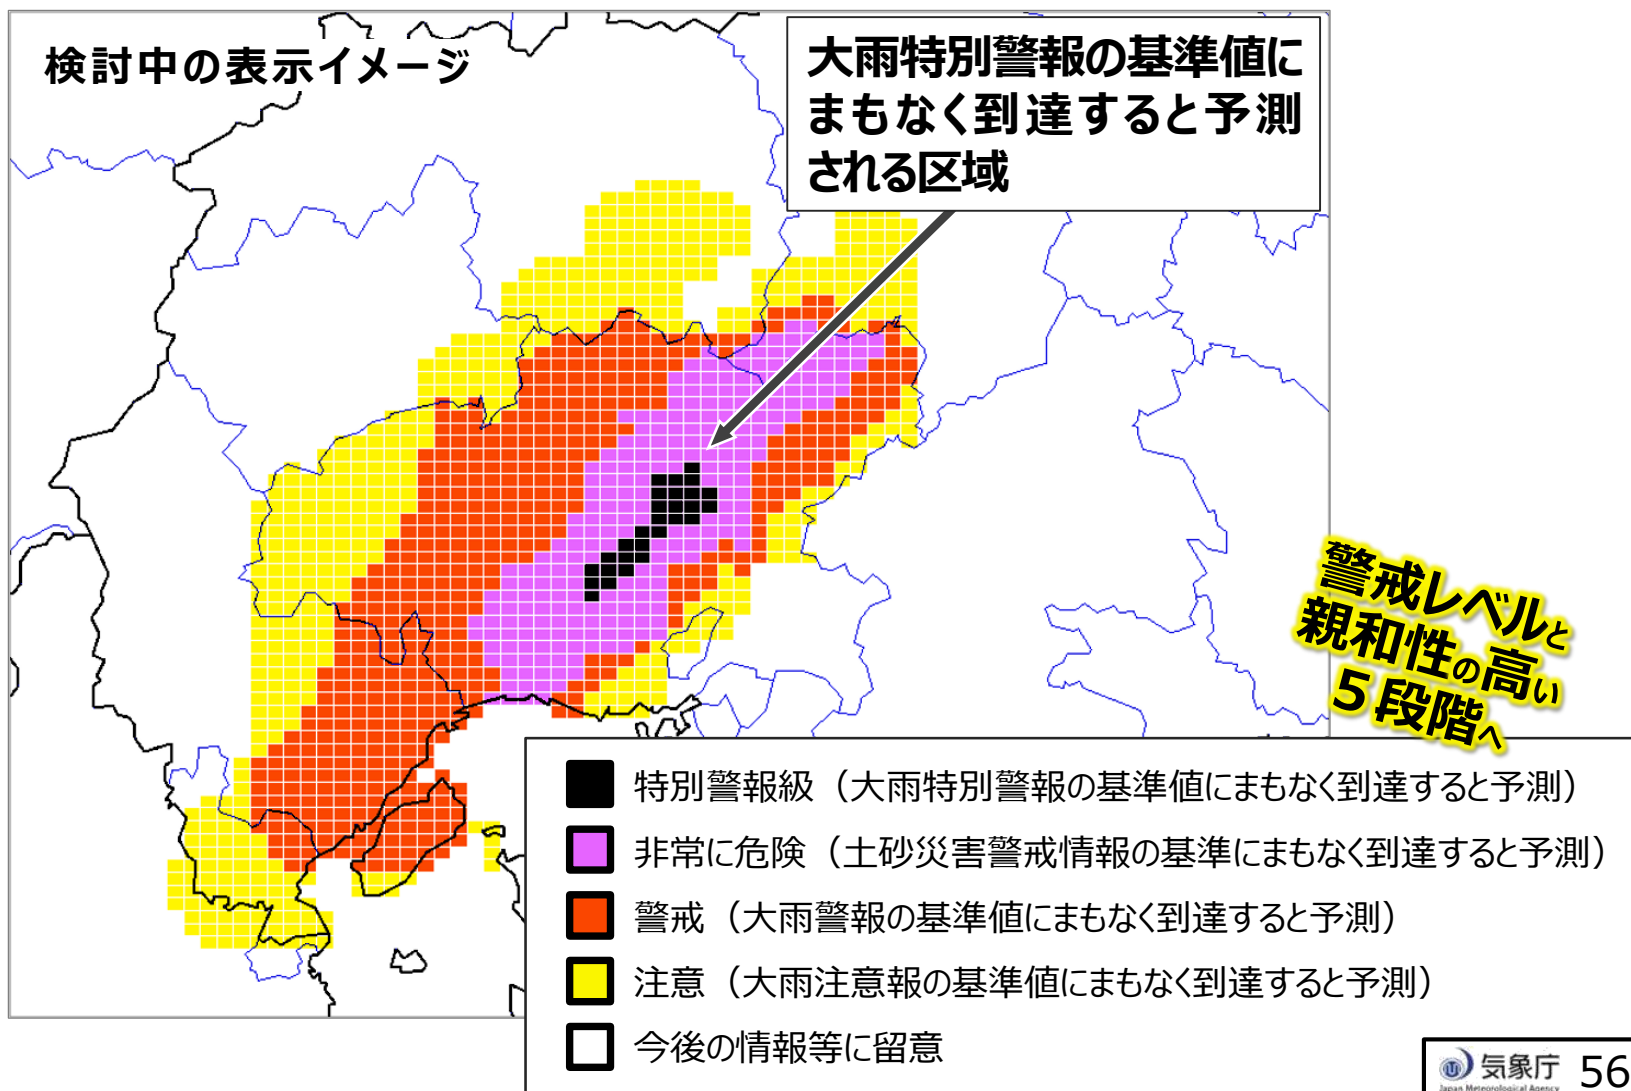 検討中の表示イメージ
大雨特別警報の基準値に
まもなく到達すると予測
される区域
警戒レベルと
親和性の高い
５段階へ
特別警報級（大雨特別警報の基準値にまもなく到達すると予測）
非常に危険（土砂災害警戒情報の基準にまもなく到達すると予測）
警戒（大雨警報の基準値にまもなく到達すると予測）
注意（大雨注意報の基準値にまもなく到達すると予測）
今後の情報等に留意
気象庁 56
Japan Meteorological Agency